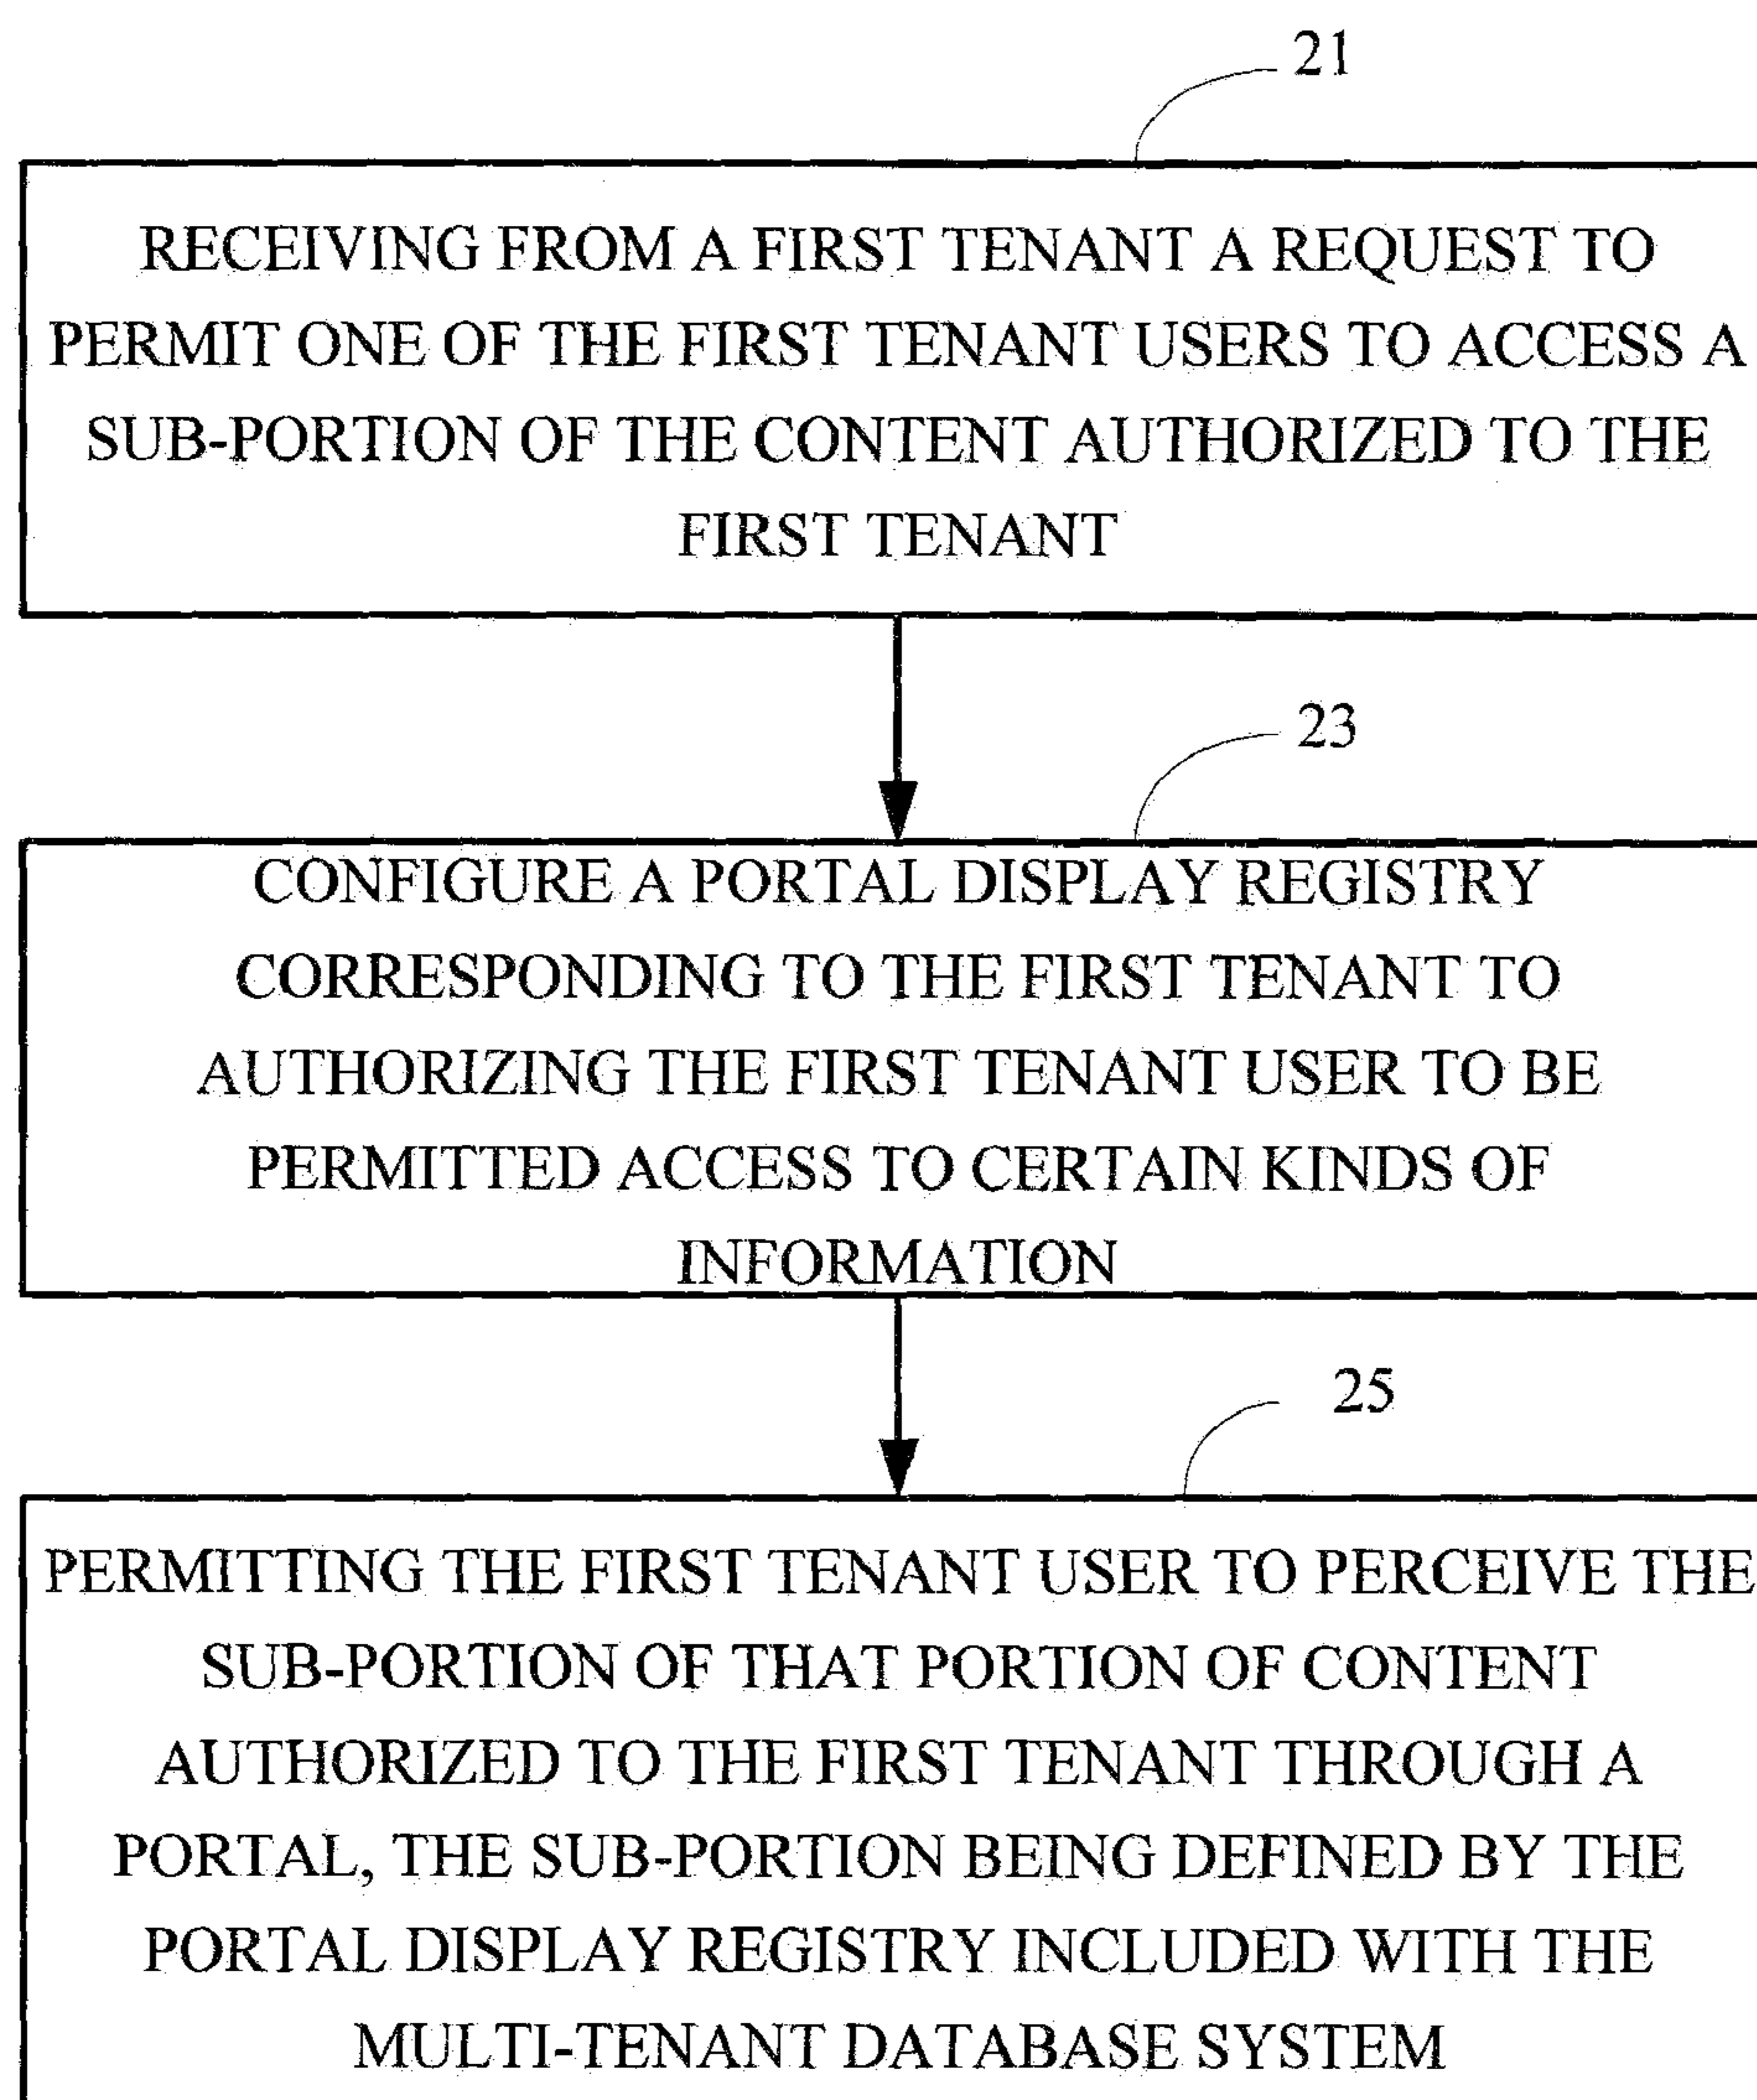 21
RECEIVING FROM A FIRST TENANT A REQUEST TO
PERMIT ONE OF THE FIRST TENANT USERS TO ACCESS A
SUB-PORTION OF THE CONTENT AUTHORIZED TO THE
FIRST TENANT
23
CONFIGURE A PORTAL DISPLAY REGISTRY
CORRESPONDING TO THE FIRST TENANT TO
AUTHORIZING THE FIRST TENANT USER TO BE
PERMITTED ACCESS TO CERTAIN KINDS OF
INFORMATION
25
PERMITTING THE FIRST TENANT USER TO PERCEIVE THE
SUB-PORTION OF THAT PORTION OF CONTENT
AUTHORIZED TO THE FIRST TENANT THROUGH A
PORTAL, THE SUB-PORTION BEING DEFINED BY THE
PORTAL DISPLAY REGISTRY INCLUDED WITH THE
MULTI-TENANT DATABASE SYSTEM